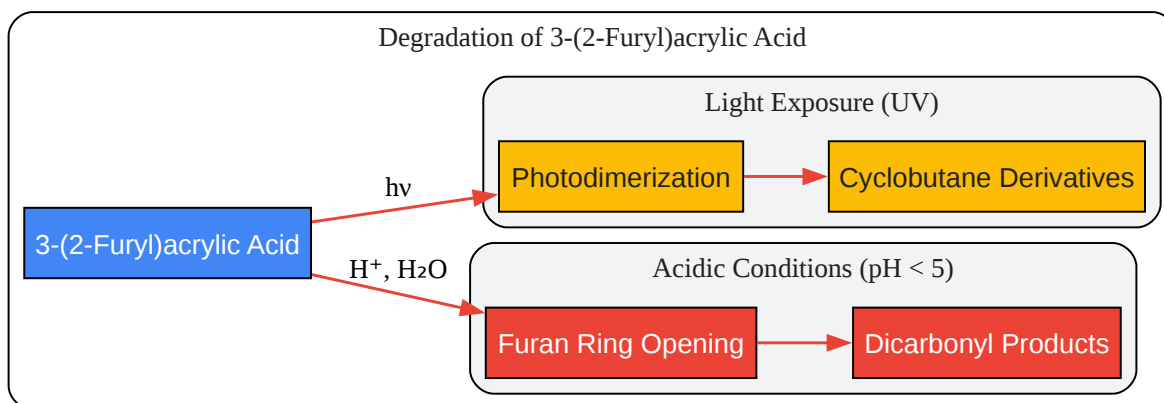 Degradation of 3-(2-Furyl)acrylic Acid
Light Exposure (UV)
Photodimerization
Cyclobutane Derivatives
hν
3-(2-Furyl)acrylic Acid
H⁺, H₂O
Acidic Conditions (pH < 5)
Furan Ring Opening
Dicarbonyl Products